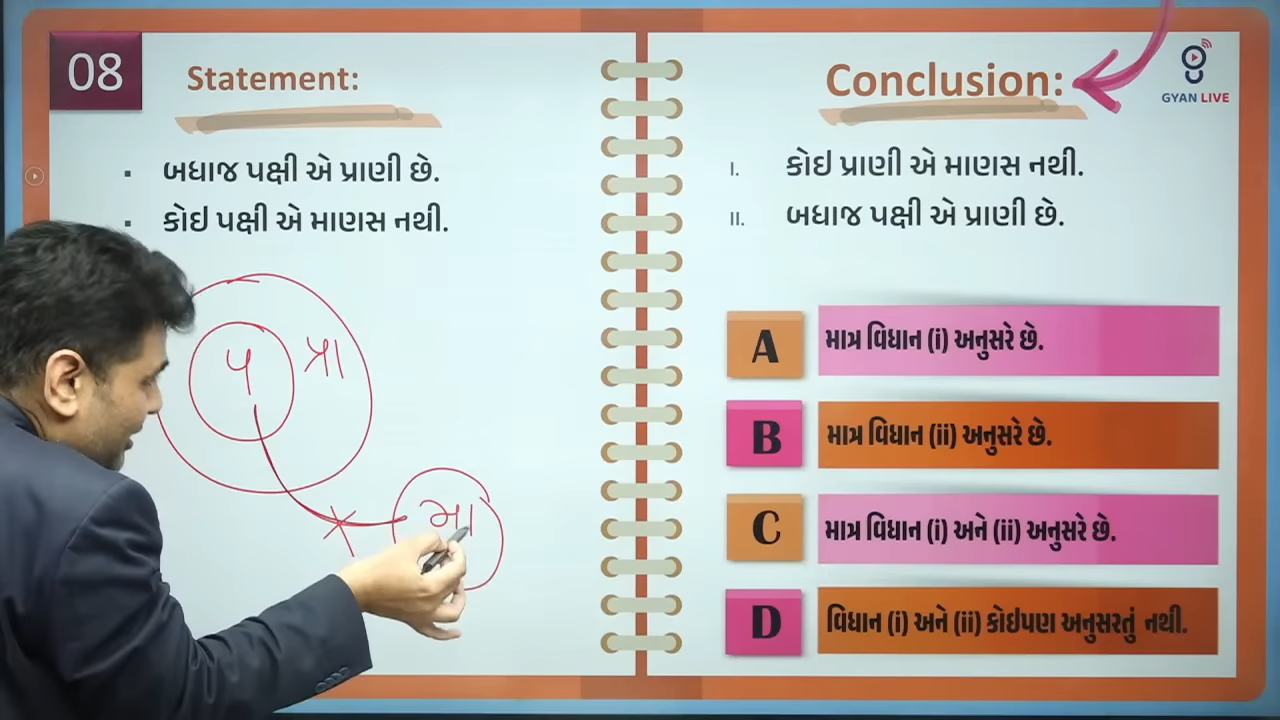 08
Statement:
બધાજ પક્ષી એ પ્રાણી છે.
કોઇ પક્ષી એ માણસ નથી.
પ
પ્રા
મા
Conclusion:
GYAN LIVE
I. કોઇ પ્રાણી એ માણસ નથી.
II. બધાજ પક્ષી એ પ્રાણી છે.
A માત્ર વિધાન (i) અનુસરે છે.
B માત્ર વિધાન (ii) અનુસરે છે.
C માત્ર વિધાન (i) અને (ii) અનુસરે છે.
D વિધાન (i) અને (ii) કોઇપણ અનુસરતું નથી.